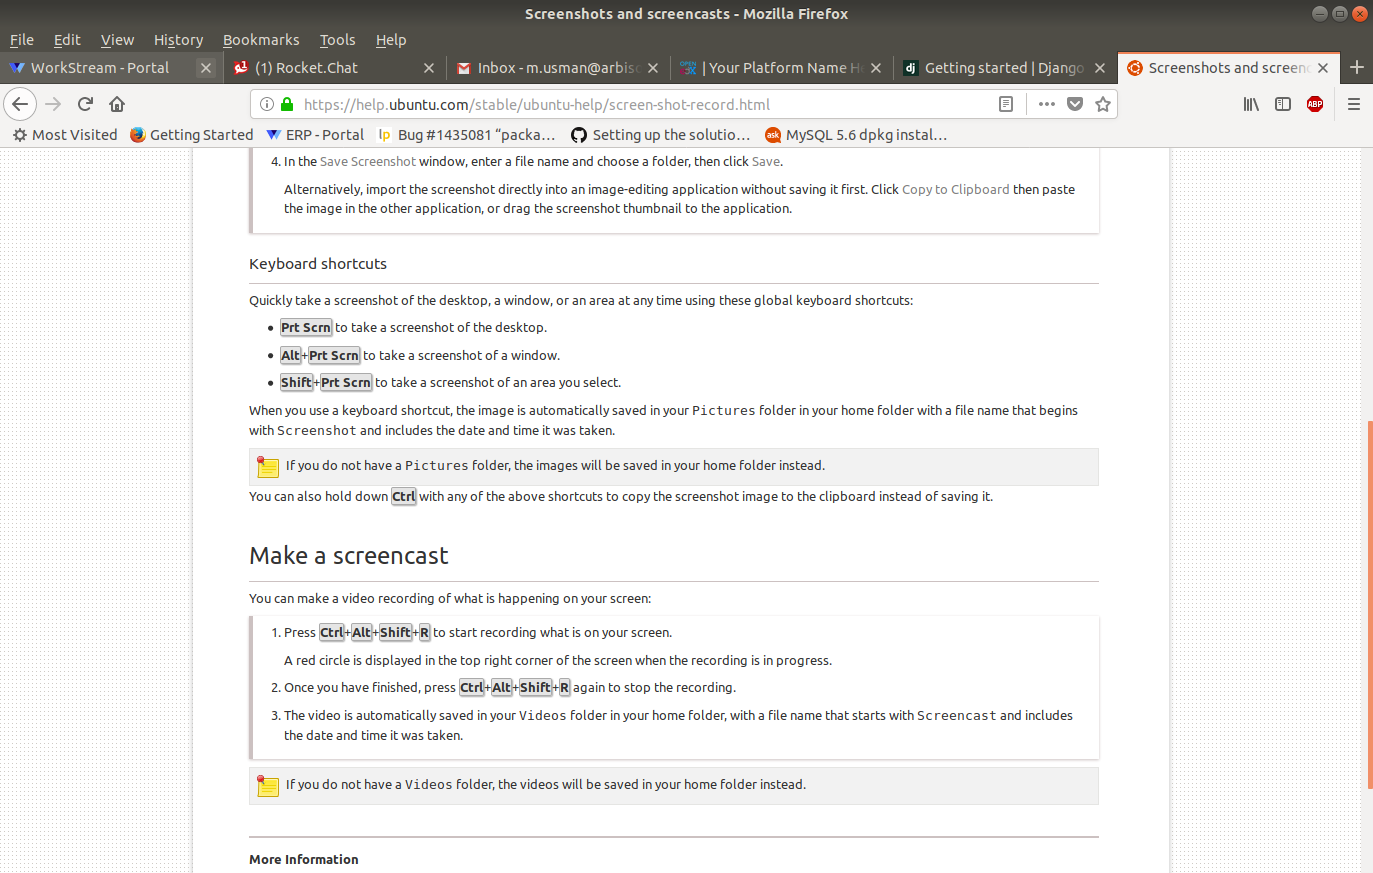 Screenshots and screencasts - Mozilla Firefox
File Edit View History Bookmarks Tools Help
WorkStream - Portal
(1) Rocket.Chat
Inbox - m.usman@arbisc
OPEN | Your Platform Name He
dj Getting started | Django
Screenshots and screenc
https://help.ubuntu.com/stable/ubuntu-help/screen-shot-record.html
ABP
Most Visited Getting Started ERP - Portal lp Bug #1435081 “packa… Setting up the solutio… ask MySQL 5.6 dpkg instal…
4. In the Save Screenshot window, enter a file name and choose a folder, then click Save.
Alternatively, import the screenshot directly into an image-editing application without saving it first. Click Copy to Clipboard then paste
the image in the other application, or drag the screenshot thumbnail to the application.
Keyboard shortcuts
Quickly take a screenshot of the desktop, a window, or an area at any time using these global keyboard shortcuts:
• Prt Scrn to take a screenshot of the desktop.
• Alt+Prt Scrn to take a screenshot of a window.
• Shift+Prt Scrn to take a screenshot of an area you select.
When you use a keyboard shortcut, the image is automatically saved in your Pictures folder in your home folder with a file name that begins
with Screenshot and includes the date and time it was taken.
If you do not have a Pictures folder, the images will be saved in your home folder instead.
You can also hold down Ctrl with any of the above shortcuts to copy the screenshot image to the clipboard instead of saving it.
Make a screencast
You can make a video recording of what is happening on your screen:
1. Press Ctrl+Alt+Shift+R to start recording what is on your screen.
A red circle is displayed in the top right corner of the screen when the recording is in progress.
2. Once you have finished, press Ctrl+Alt+Shift+R again to stop the recording.
3. The video is automatically saved in your Videos folder in your home folder, with a file name that starts with Screencast and includes
the date and time it was taken.
If you do not have a Videos folder, the videos will be saved in your home folder instead.
More Information